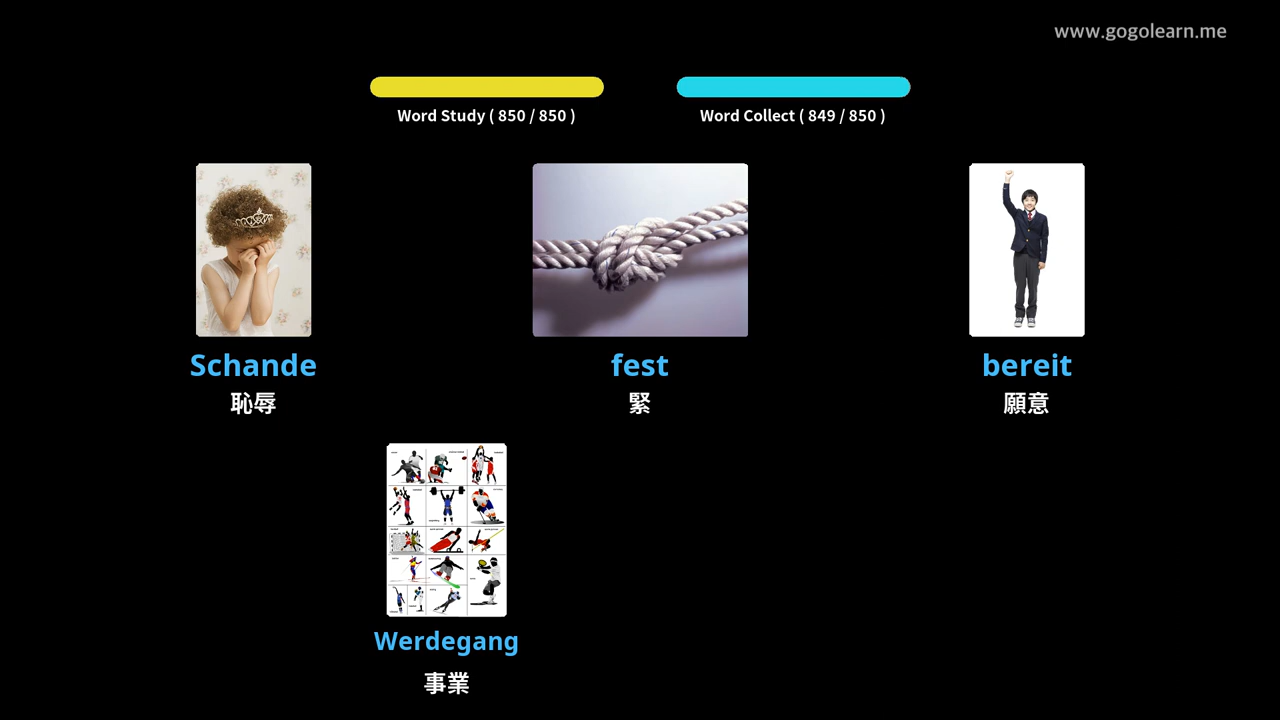 www.gogolearn.me
Word Study ( 850 / 850 )
Word Collect ( 849 / 850 )
Schande
恥辱
fest
緊
bereit
願意
Werdegang
事業